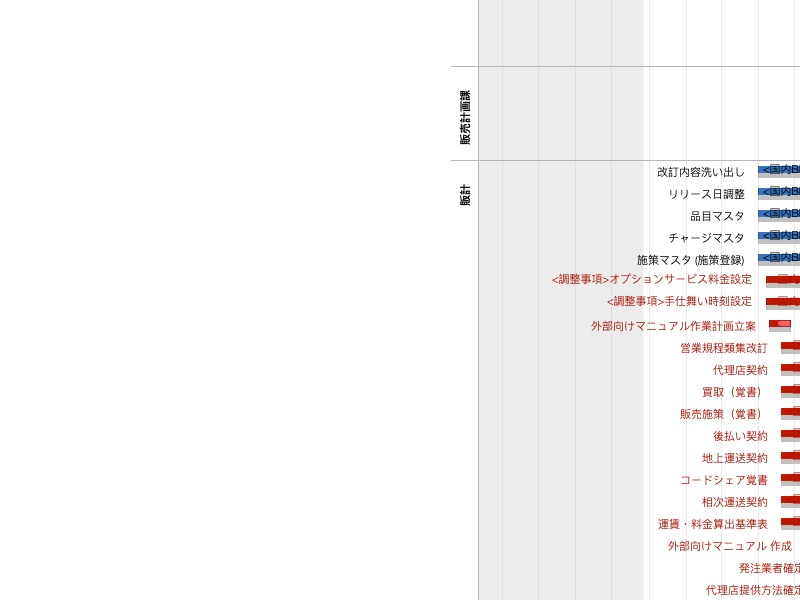 販売計画課
販計
改訂内容洗い出し
<国内B
リリース日調整
<国内B
品目マスタ
<国内B
チャージマスタ
<国内B
施策マスタ (施策登録)
<国内B
<調整事項>オプションサービス料金設定
<調整事項>手仕舞い時刻設定
外部向けマニュアル作業計画立案
営業規程類集改訂
代理店契約
買取（覚書）
販売施策（覚書）
後払い契約
地上運送契約
コードシェア覚書
相次運送契約
運賃・料金算出基準表
外部向けマニュアル 作成
発注業者確定
代理店提供方法確定